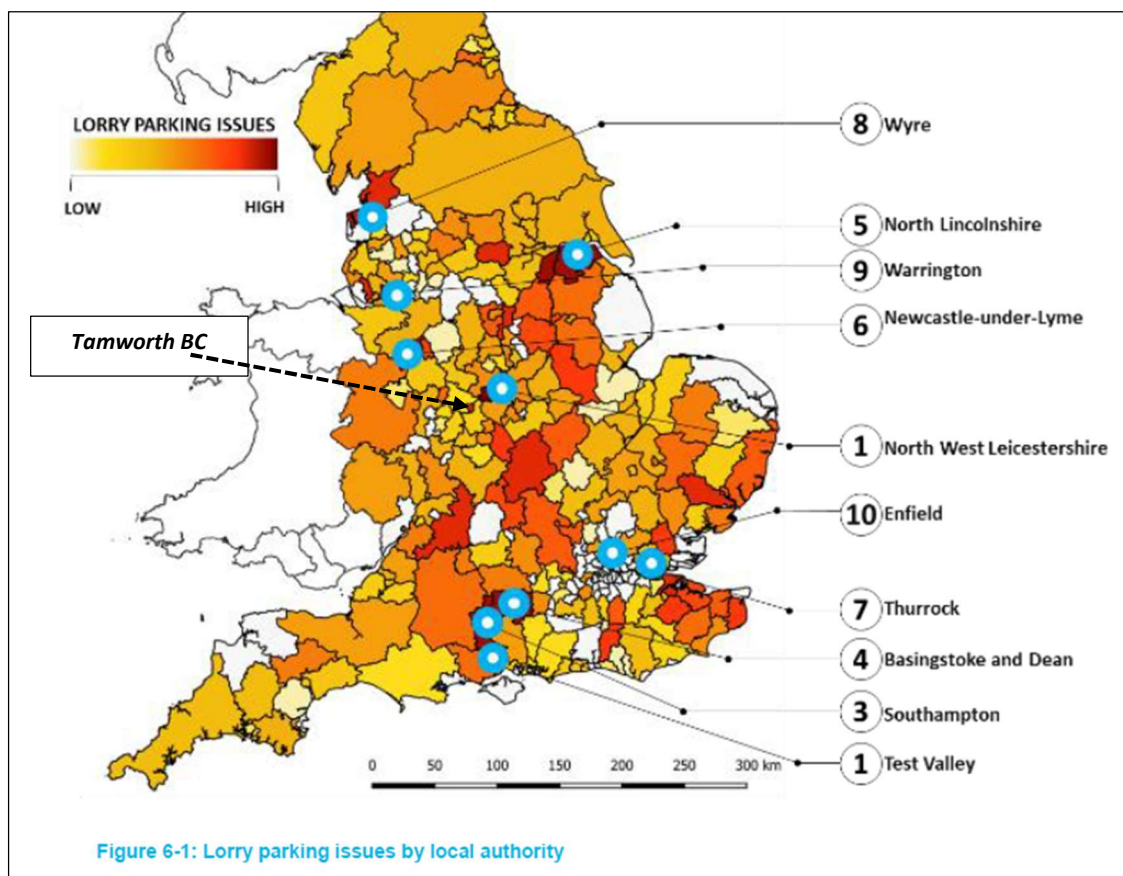 LORRY PARKING ISSUES
LOW HIGH
Tamworth BC
8 Wyre
5 North Lincolnshire
9 Warrington
6 Newcastle-under-Lyme
1 North West Leicestershire
10 Enfield
7 Thurrock
4 Basingstoke and Dean
3 Southampton
1 Test Valley
0 50 100 150 200 250 300 km
Figure 6-1: Lorry parking issues by local authority